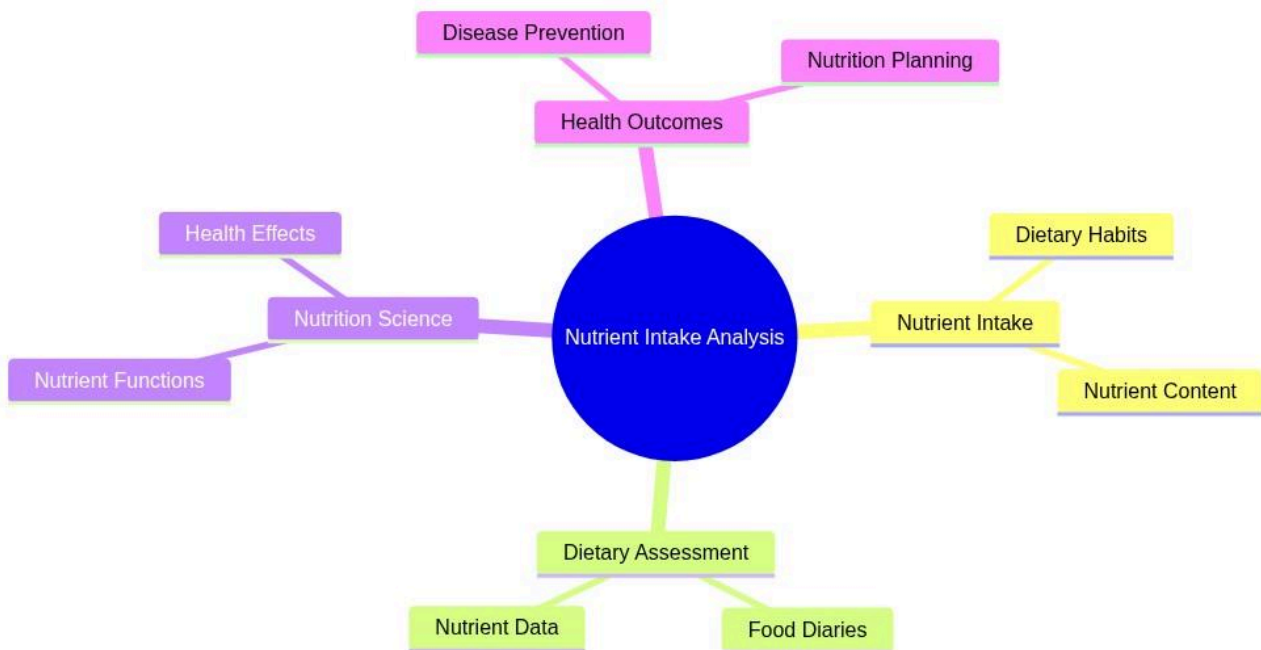 Disease Prevention
Nutrition Planning
Health Outcomes
Health Effects
Dietary Habits
Nutrition Science
Nutrient Intake Analysis
Nutrient Intake
Nutrient Functions
Nutrient Content
Dietary Assessment
Nutrient Data
Food Diaries